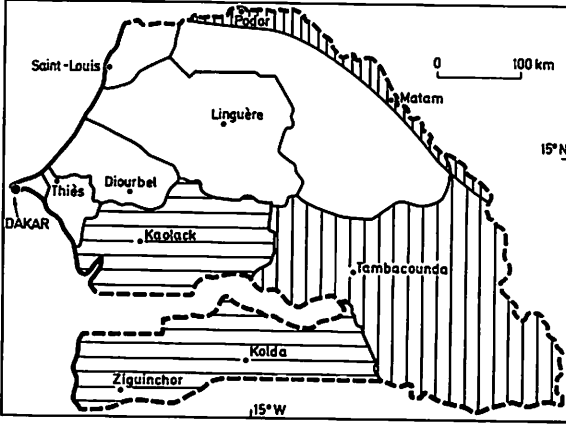 Podor
Saint-Louis
0 100 km
Matam
Linguère
15°N
Thiès
Diourbel
DAKAR
Kaolack
Tambacounda
Kolda
Ziguinchor
15°W